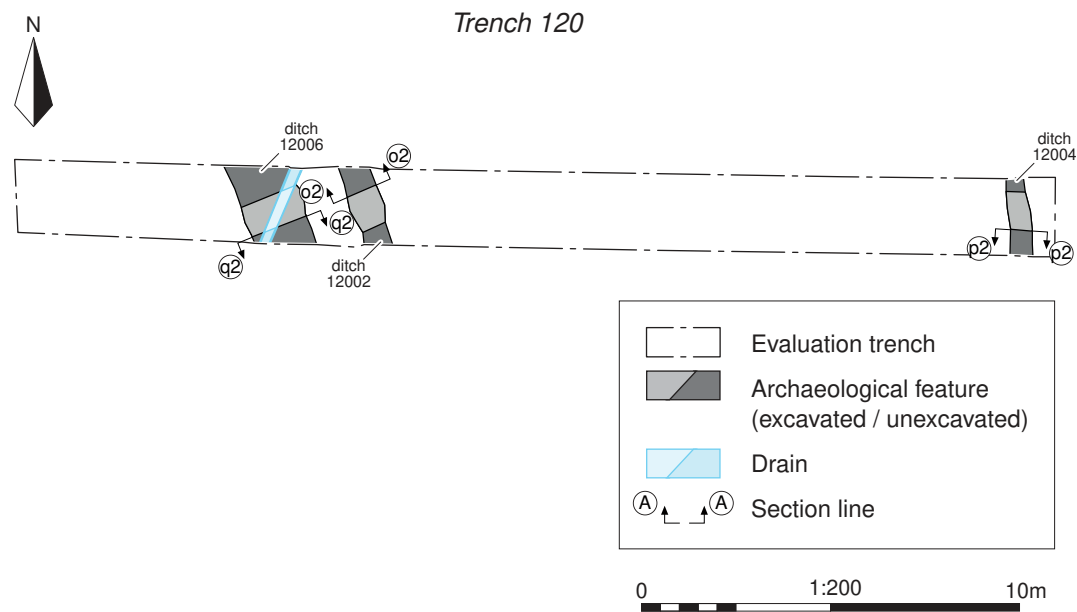 Trench 120
N
ditch
12006
o2
ditch
12004
o2
q2
q2
ditch
12002
p2
p2
Evaluation trench
Archaeological feature
(excavated / unexcavated)
Drain
A A Section line
0 1:200 10m